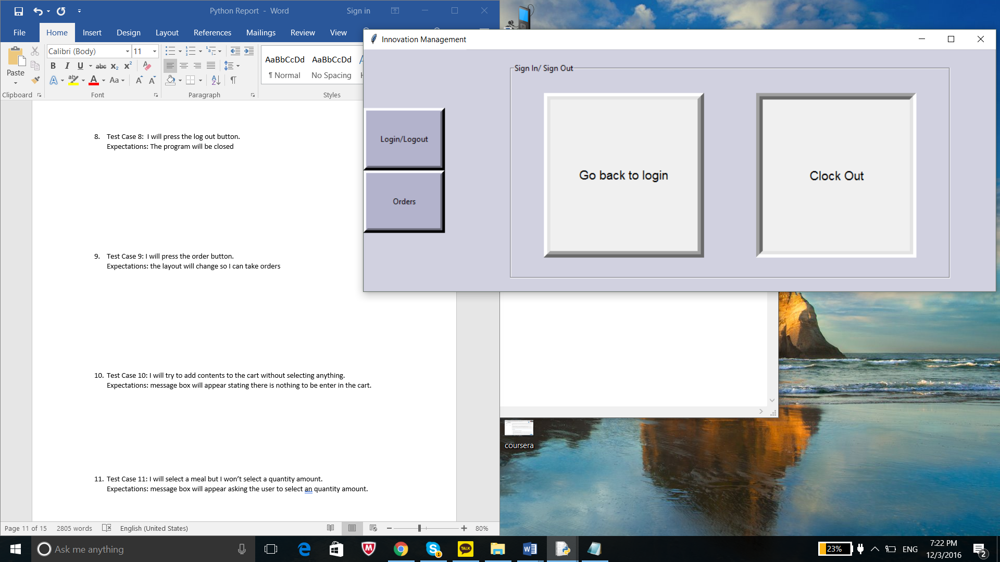 Python Report - Word
Sign in
File
Home
Insert
Design
Layout
References
Mailings
Review
View
Paste
Clipboard
Calibri (Body)
11
B I U abc X₂ X²
A ab A Aa A A
Font
Paragraph
AaBbCcDd
¶ Normal
AaBbCcDd
No Spacing
Styles
8. Test Case 8:  I will press the log out button.
Expectations: The program will be closed
9. Test Case 9: I will press the order button.
Expectations: the layout will change so I can take orders
10. Test Case 10: I will try to add contents to the cart without selecting anything.
Expectations: message box will appear stating there is nothing to be enter in the cart.
11. Test Case 11: I will select a meal but I won’t select a quantity amount.
Expectations: message box will appear asking the user to select an quantity amount.
Page 11 of 15
2805 words
English (United States)
80%
Innovation Management
Login/Logout
Orders
Sign In/ Sign Out
Go back to login
Clock Out
coursera
Ask me anything
TALK
1
23%
ENG
7:22 PM
12/3/2016
2